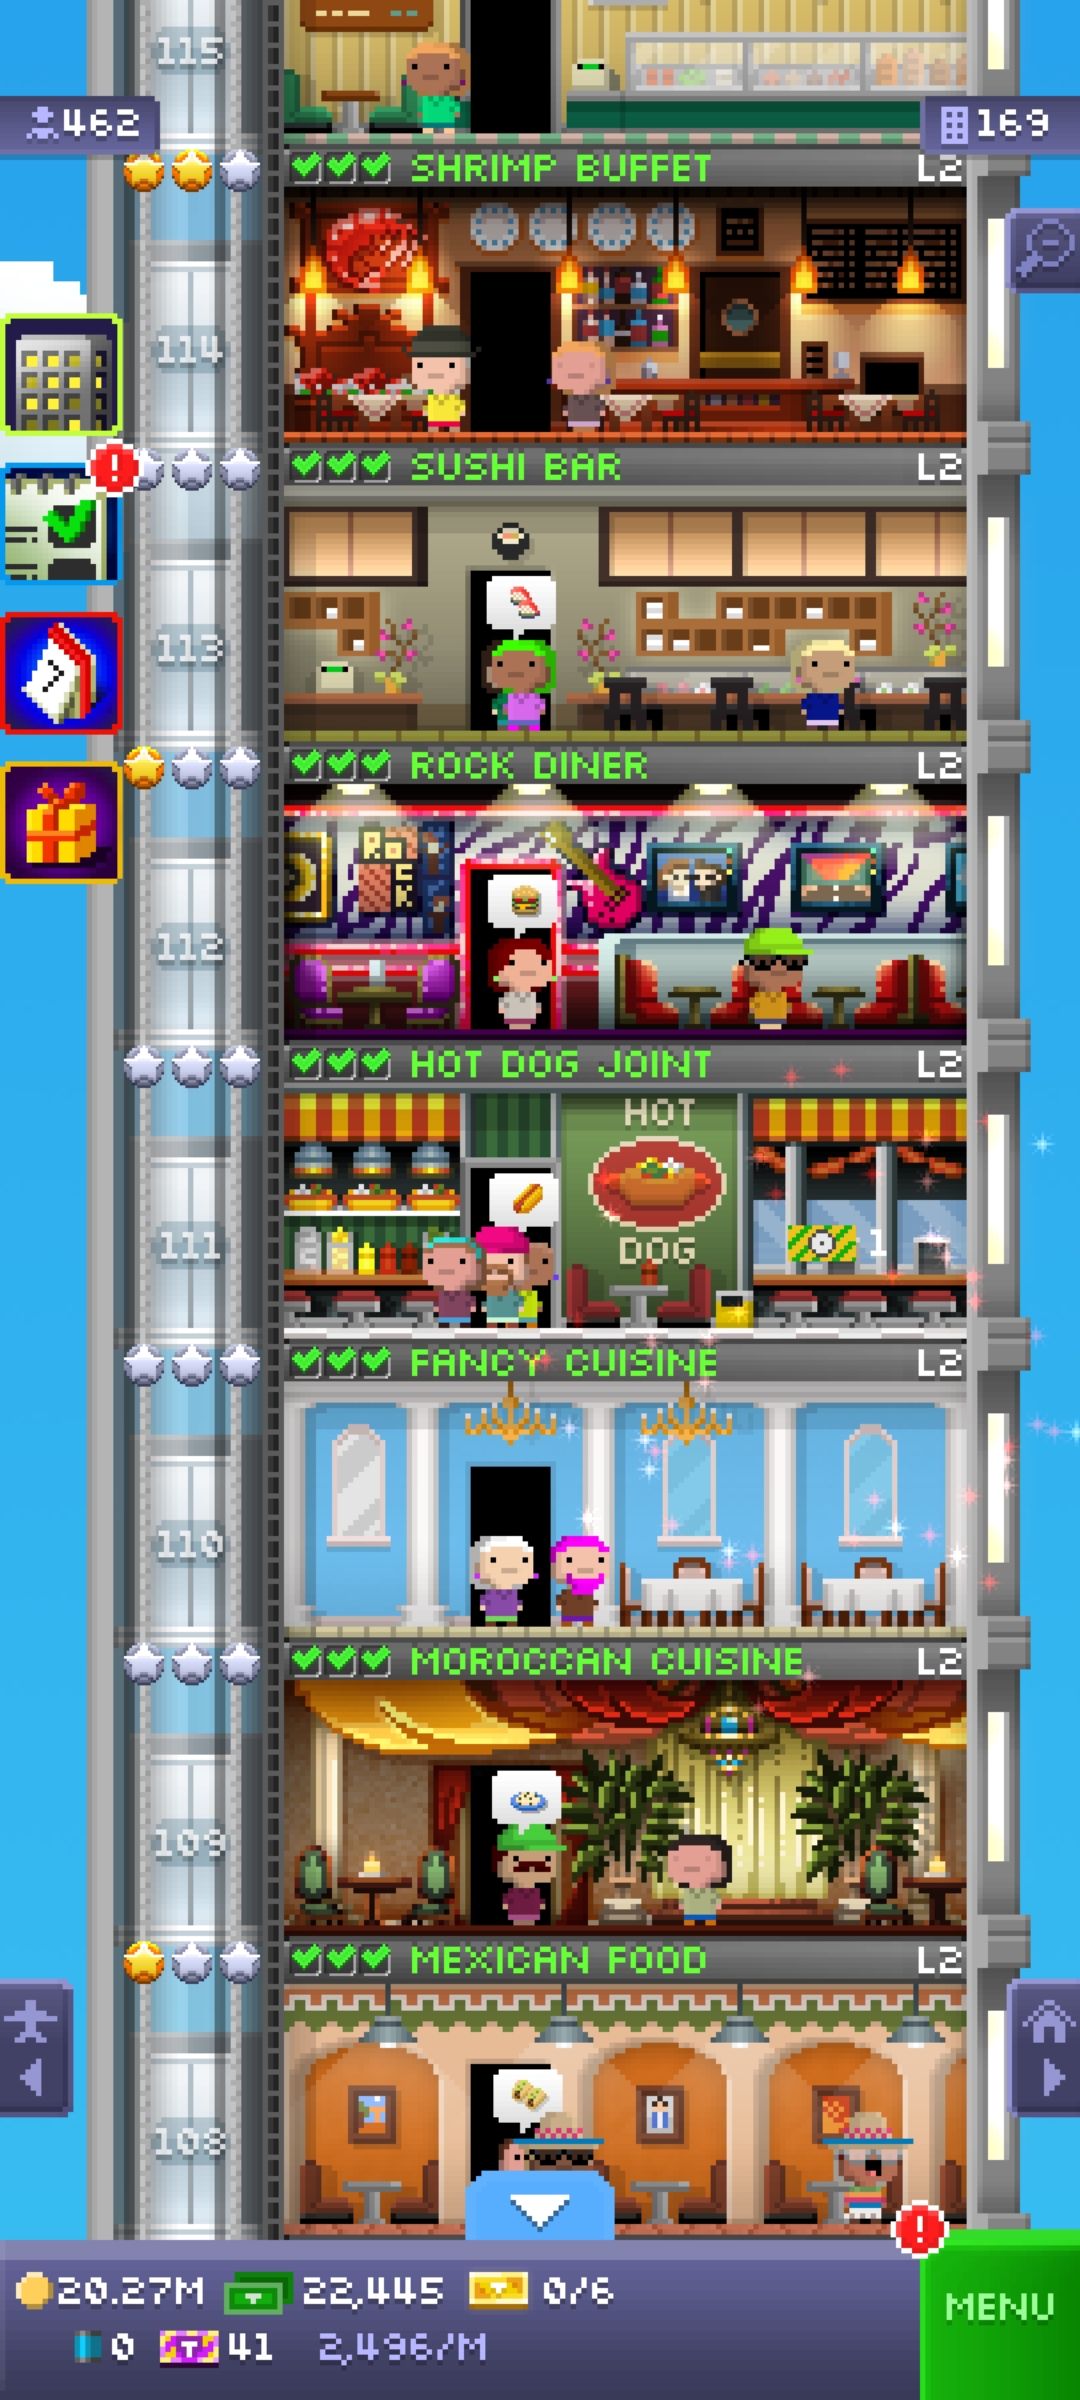 115
462
169
SHRIMP BUFFET L2
114
SUSHI BAR L2
113
ROCK DINER L2
ROCK
112
HOT DOG JOINT L2
HOT
DOG
1
111
FANCY CUISINE L2
110
MOROCCAN CUISINE L2
109
MEXICAN FOOD L2
108
20.27M 22,445 0/6
0 41 2,496/M
MENU